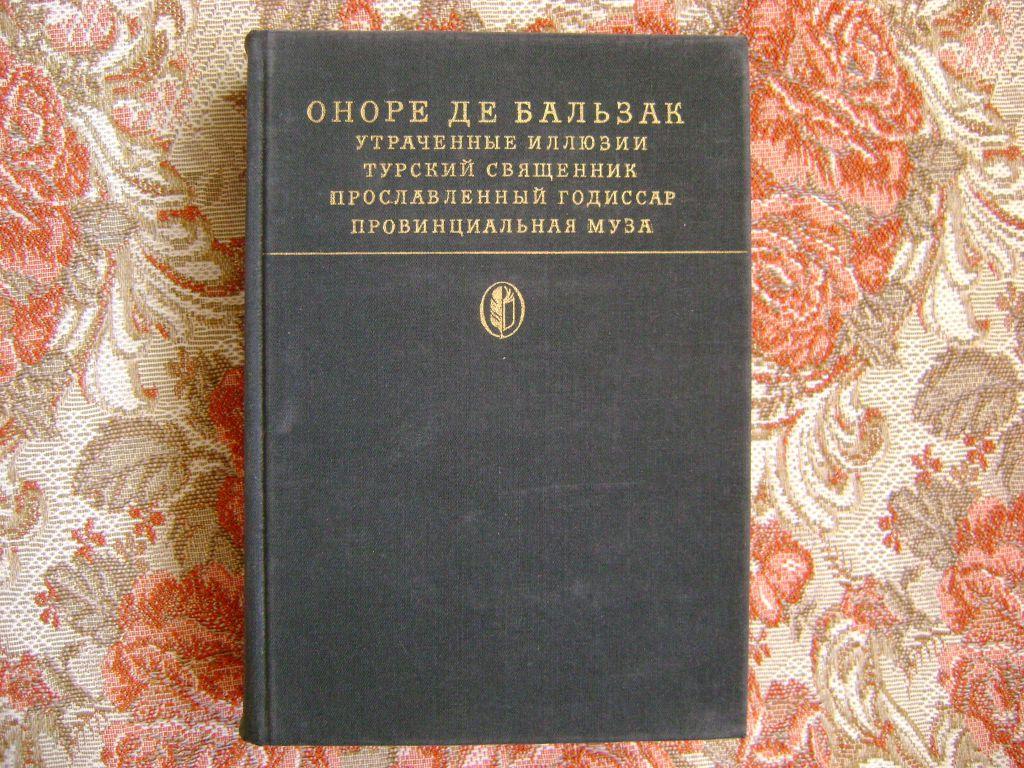 ОНОРЕ ДЕ БАЛЬЗАК
УТРАЧЕННЫЕ ИЛЛЮЗИИ
ТУРСКИЙ СВЯЩЕННИК
ПРОСЛАВЛЕННЫЙ ГОДИССАР
ПРОВИНЦИАЛЬНАЯ МУЗА